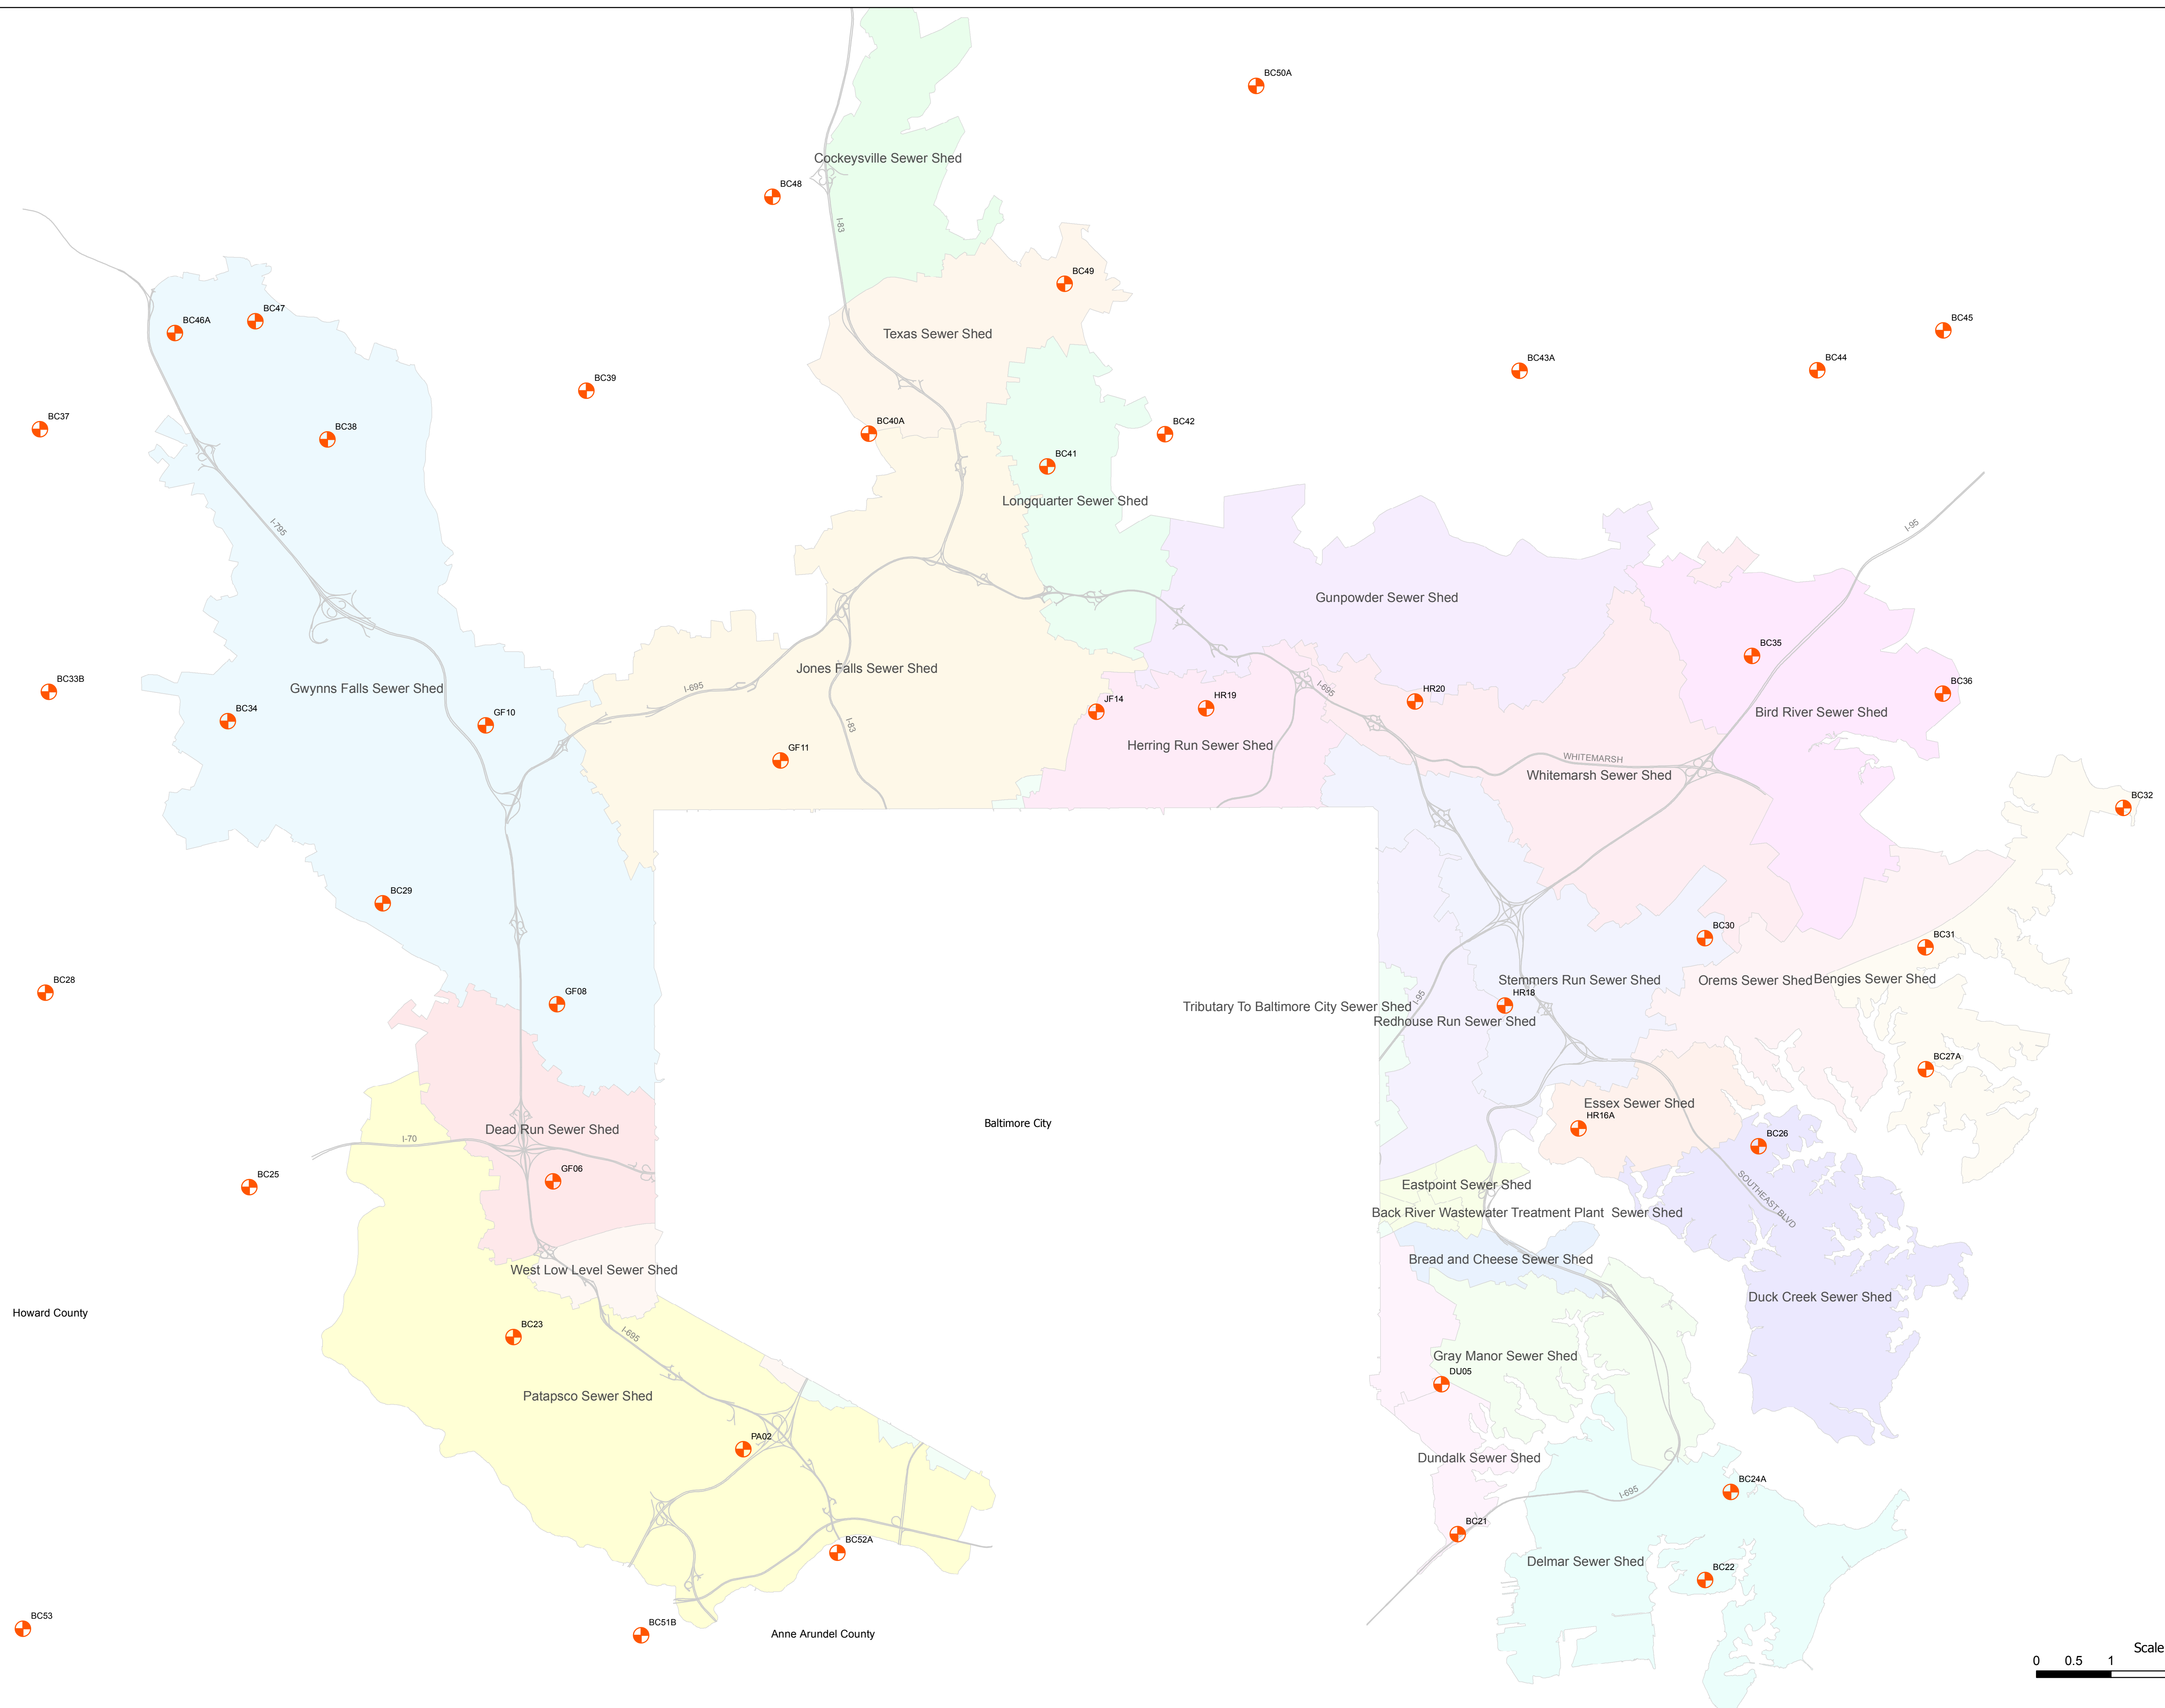 BC50A
Cockeysville Sewer Shed
BC48
I-83
BC49
BC47
BC46A
Texas Sewer Shed
BC45
BC43A
BC44
BC39
BC37
BC38
BC40A
BC42
BC41
Longquarter Sewer Shed
I-795
I-95
Gunpowder Sewer Shed
BC35
Jones Falls Sewer Shed
BC33B
Gwynns Falls Sewer Shed
I-695
I-695
HR20
BC36
HR19
JF14
BC34
Bird River Sewer Shed
GF10
I-83
GF11
Herring Run Sewer Shed
WHITEMARSH
Whitemarsh Sewer Shed
BC32
BC29
BC30
BC31
Stemmers Run Sewer Shed
Orems Sewer Shed
Bengies Sewer Shed
BC28
GF08
I-95
HR18
Tributary To Baltimore City Sewer Shed
Redhouse Run Sewer Shed
BC27A
Essex Sewer Shed
HR16A
Baltimore City
Dead Run Sewer Shed
I-70
BC26
GF06
BC25
SOUTHEAST BLVD
Eastpoint Sewer Shed
Back River Wastewater Treatment Plant  Sewer Shed
Bread and Cheese Sewer Shed
West Low Level Sewer Shed
Duck Creek Sewer Shed
Howard County
BC23
I-695
Gray Manor Sewer Shed
DU05
Patapsco Sewer Shed
PA02
Dundalk Sewer Shed
BC24A
I-695
BC21
BC52A
Delmar Sewer Shed
BC22
BC53
BC51B
Anne Arundel County
Scale
0 0.5 1